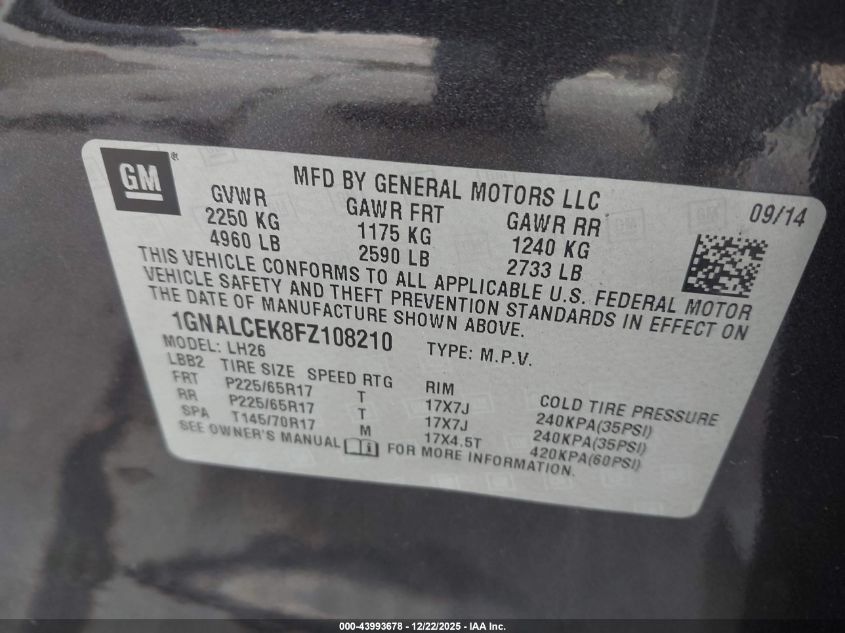 GM®
MFD BY GENERAL MOTORS LLC
09/14
GVWR GAWR FRT GAWR RR
2250 KG 1175 KG 1240 KG
4960 LB 2590 LB 2733 LB
THIS VEHICLE CONFORMS TO ALL APPLICABLE U.S. FEDERAL MOTOR
VEHICLE SAFETY AND THEFT PREVENTION STANDARDS IN EFFECT ON
THE DATE OF MANUFACTURE SHOWN ABOVE.
1GNALCEK8FZ108210 TYPE: M.P.V.
MODEL: LH26
LBB2 TIRE SIZE SPEED RTG RIM COLD TIRE PRESSURE
FRT P225/65R17 T 17X7J 240KPA(35PSI)
RR P225/65R17 T 17X7J 240KPA(35PSI)
SPA T145/70R17 M 17X4.5T 420KPA(60PSI)
SEE OWNER'S MANUAL FOR MORE INFORMATION.
000-43993678 - 12/22/2025 - IAA Inc.